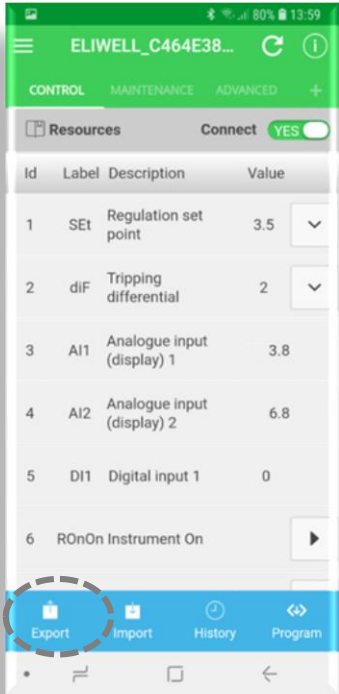 80% 13:59
ELIWELL_C464E38...
CONTROL MAINTENANCE ADVANCED +
Resources Connect YES
Id Label Description Value
1 SEt Regulation set
point 3.5
2 diF Tripping
differential 2
3 AI1 Analogue input
(display) 1 3.8
4 AI2 Analogue input
(display) 2 6.8
5 DI1 Digital input 1 0
6 ROnOn Instrument On
Export Import History Program